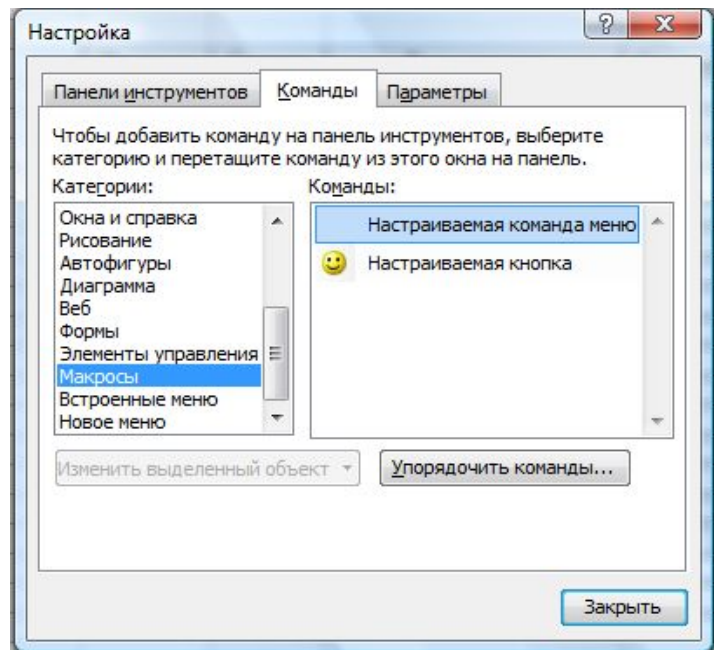 Настройка
Панели инструментов
Команды
Параметры
Чтобы добавить команду на панель инструментов, выберите
категорию и перетащите команду из этого окна на панель.
Категории:
Команды:
Окна и справка
Рисование
Автофигуры
Диаграмма
Веб
Формы
Элементы управления
Макросы
Встроенные меню
Новое меню
Настраиваемая команда меню
Настраиваемая кнопка
Изменить выделенный объект
Упорядочить команды...
Закрыть